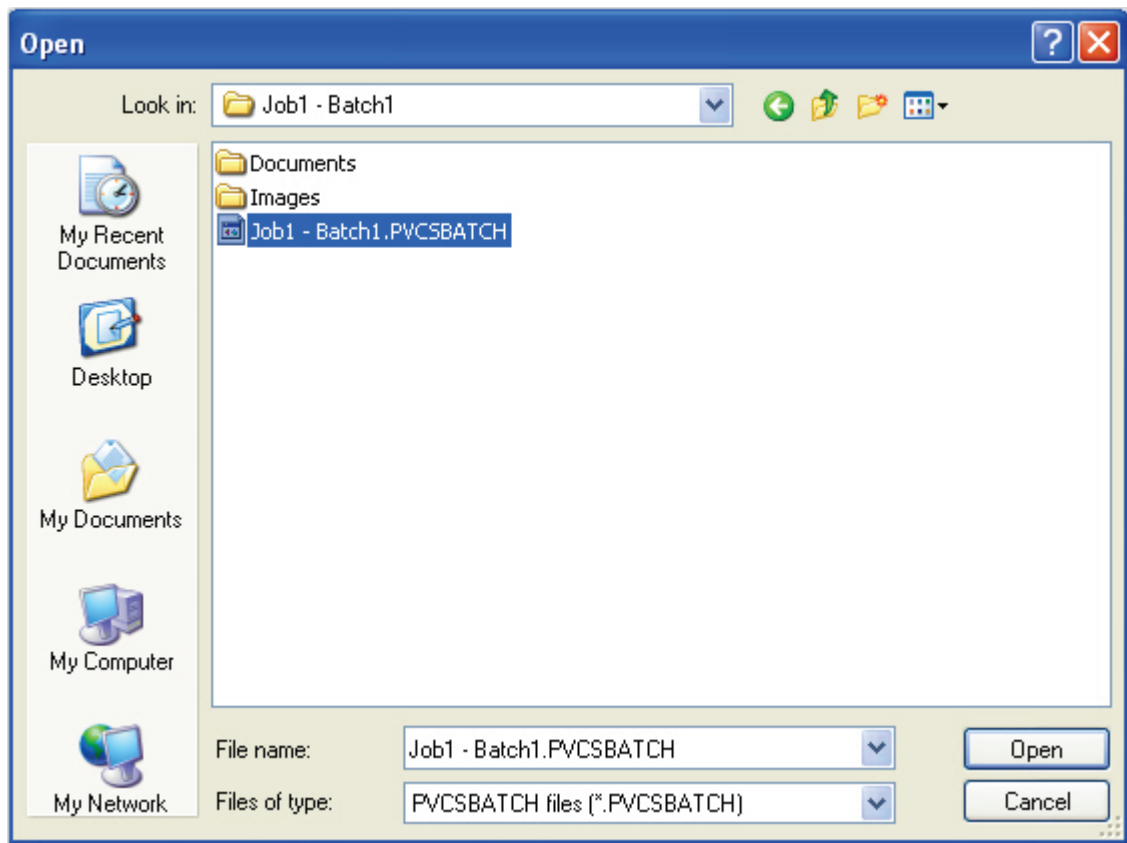 Open
Look in: Job1 - Batch1
Documents
Images
Job1 - Batch1.PVCSBATCH
My Recent
Documents
Desktop
My Documents
My Computer
My Network
File name: Job1 - Batch1.PVCSBATCH Open
Files of type: PVCSBATCH files (*.PVCSBATCH) Cancel